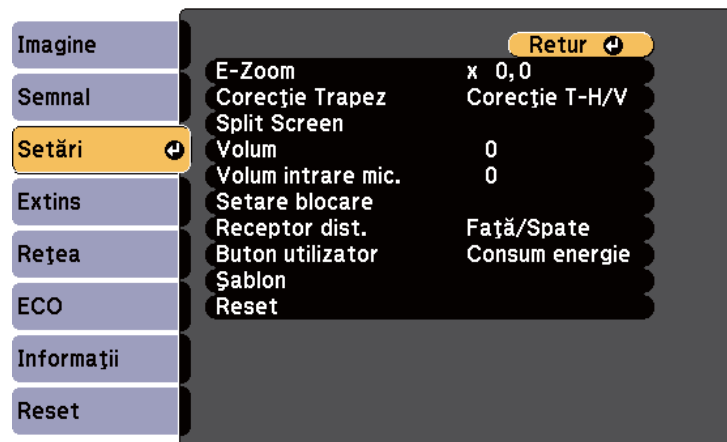 Imagine
Semnal
Setări
Extins
Reţea
ECO
Informaţii
Reset
Retur
E-Zoom x 0,0
Corecţie Trapez Corecţie T-H/V
Split Screen
Volum 0
Volum intrare mic. 0
Setare blocare
Receptor dist. Faţă/Spate
Buton utilizator Consum energie
Şablon
Reset